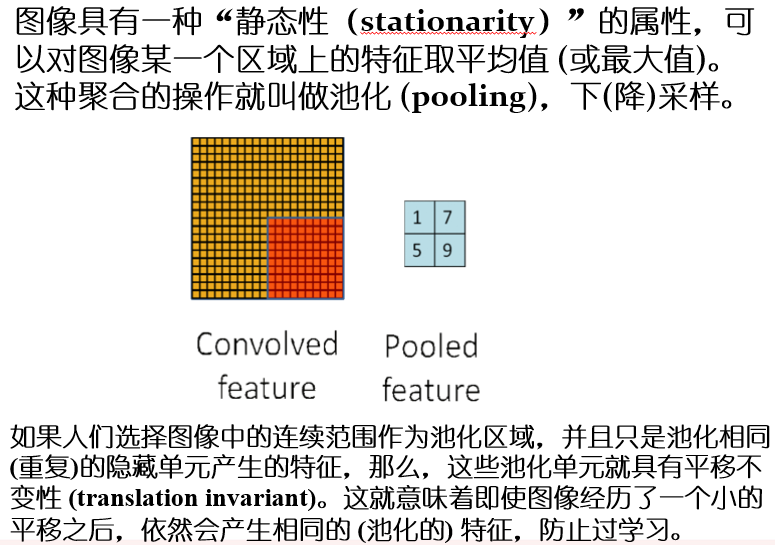 图像具有一种“静态性（stationarity）”的属性，可
以对图像某一个区域上的特征取平均值 (或最大值)。
这种聚合的操作就叫做池化 (pooling)，下(降)采样。
1 7
5 9
Convolved
feature
Pooled
feature
如果人们选择图像中的连续范围作为池化区域，并且只是池化相同
(重复)的隐藏单元产生的特征，那么，这些池化单元就具有平移不
变性 (translation invariant)。这就意味着即使图像经历了一个小的
平移之后，依然会产生相同的 (池化的) 特征，防止过学习。